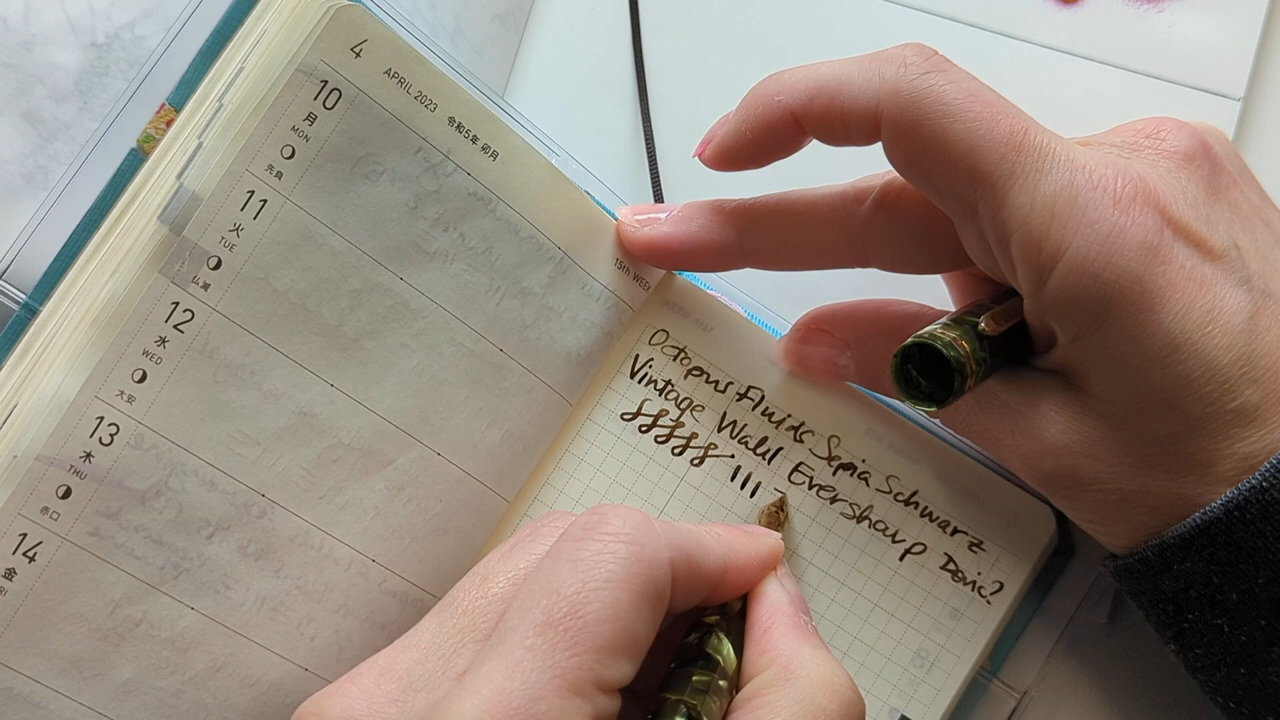 4 APRIL 2023 令和5年 卯月
10
月
MON
先負
11
火
TUE
仏滅
12
水
WED
大安
13
木
THU
赤口
14
金
15th WEEK
Octopus Fluids Sepia Schwarz
Vintage Wahl Eversharp Doric?